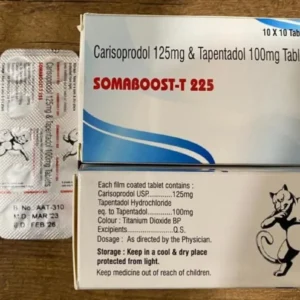 10 X 10 Tabl
Carisoprodol 125mg & Tapentadol 100mg Table
SOMABOOST-T 225
Carisoprodol 125mg & Tapentadol 100mg Tablets
SOMABOOST-T 225
B. No. AAT-310
M.D. MAR '23
E.D. FEB '26
Each film coated tablet contains :
Carisoprodol USP..............125mg
Tapentadol Hydrochloride
eq. to Tapentadol..............100mg
Colour : Titanium Dioxide BP
Excipients..........................Q.S.
Dosage : As directed by the Physician.
Storage : Keep in a cool & dry place
protected from light.
Keep medicine out of reach of children.